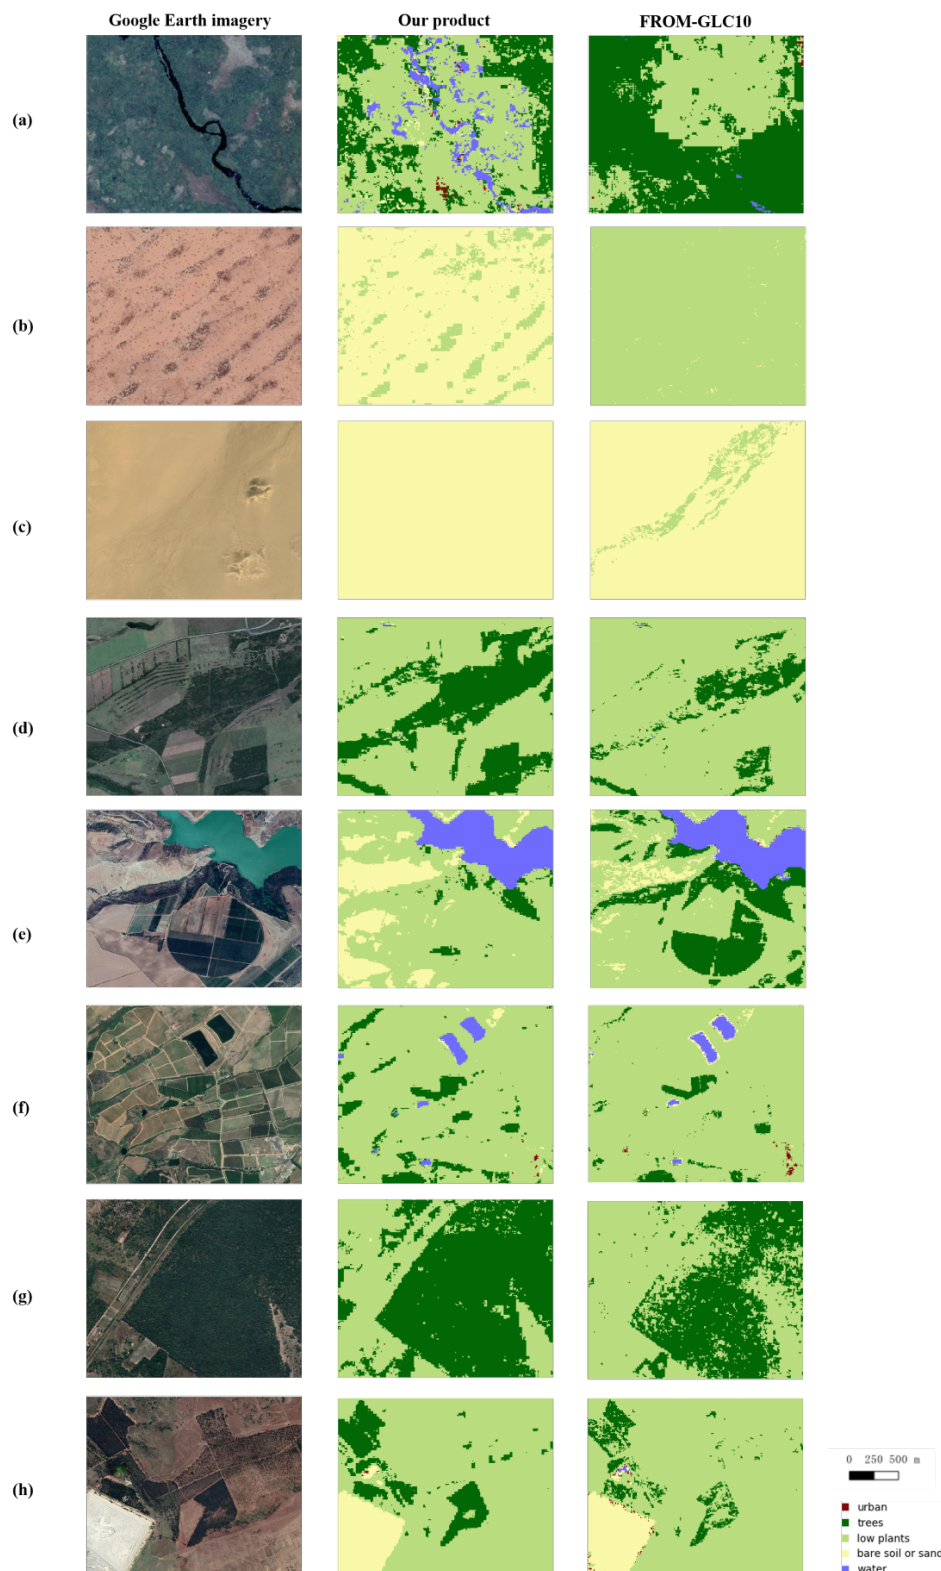 Google Earth imagery Our product FROM-GLC10
(a)
(b)
(c)
(d)
(e)
(f)
(g)
(h)
0 250 500 m
urban
trees
low plants
bare soil or sand
water